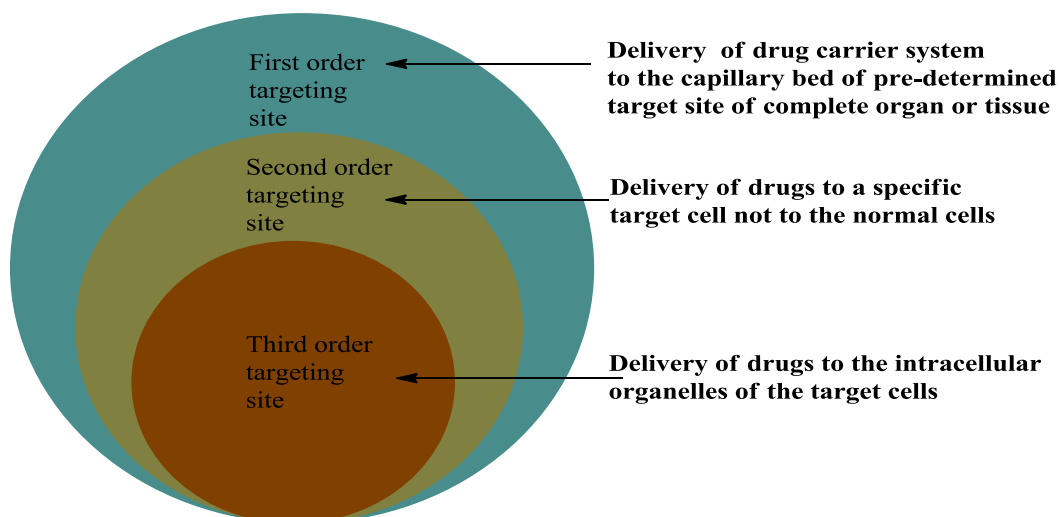 First order
targeting
site
Delivery of drug carrier system
to the capillary bed of pre-determined
target site of complete organ or tissue
Second order
targeting
site
Delivery of drugs to a specific
target cell not to the normal cells
Third order
targeting
site
Delivery of drugs to the intracellular
organelles of the target cells